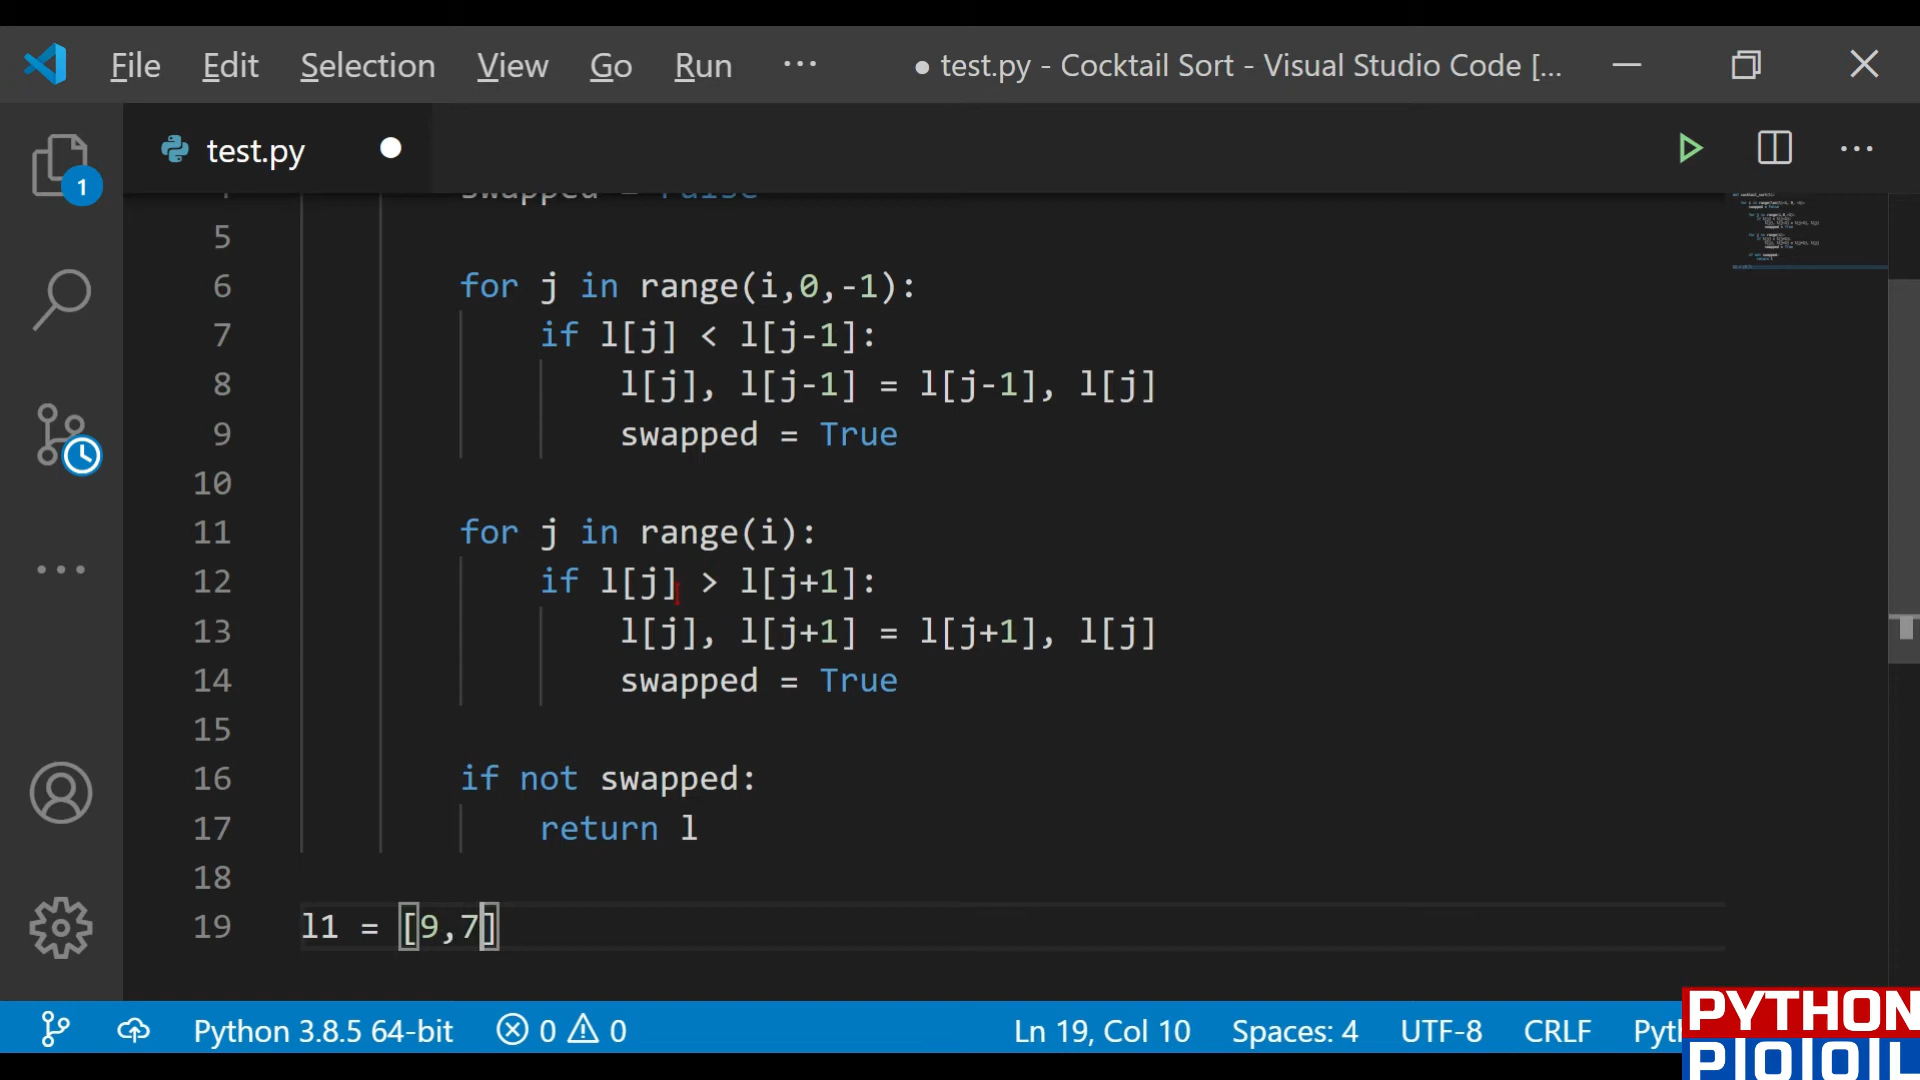 File Edit Selection View Go Run ··· ● test.py - Cocktail Sort - Visual Studio Code [...
test.py
1
swapped = False
5
6 for j in range(i,0,-1):
7 if l[j] < l[j-1]:
8 l[j], l[j-1] = l[j-1], l[j]
9 swapped = True
10
11 for j in range(i):
12 if l[j] > l[j+1]:
13 l[j], l[j+1] = l[j+1], l[j]
14 swapped = True
15
16 if not swapped:
17 return l
18
19 l1 = [9,7]
Python 3.8.5 64-bit 0 0 Ln 19, Col 10 Spaces: 4 UTF-8 CRLF
PYTHON
POOL